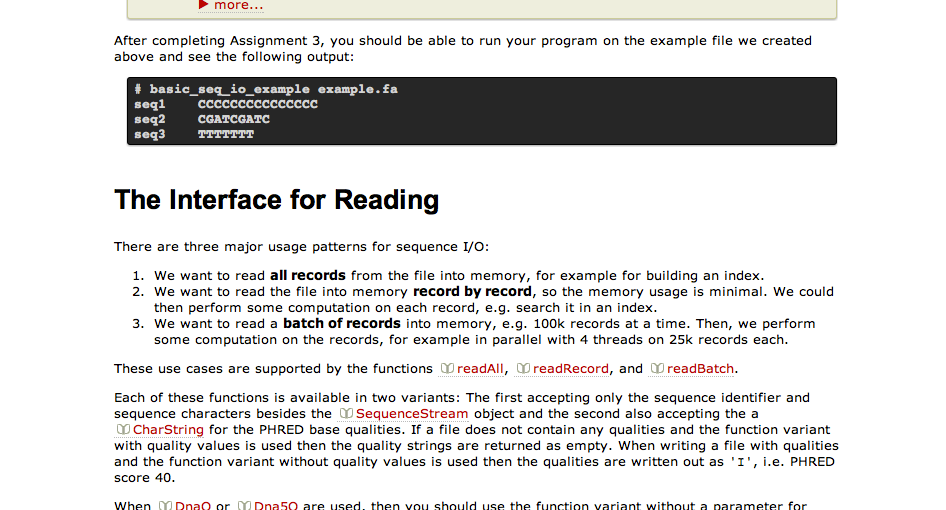 ▶ more...
After completing Assignment 3, you should be able to run your program on the example file we created
above and see the following output:
# basic_seq_io_example example.fa
seq1    CCCCCCCCCCCCCCC
seq2    CGATCGATC
seq3    TTTTTTT
The Interface for Reading
There are three major usage patterns for sequence I/O:
1. We want to read all records from the file into memory, for example for building an index.
2. We want to read the file into memory record by record, so the memory usage is minimal. We could
then perform some computation on each record, e.g. search it in an index.
3. We want to read a batch of records into memory, e.g. 100k records at a time. Then, we perform
some computation on the records, for example in parallel with 4 threads on 25k records each.
These use cases are supported by the functions readAll, readRecord, and readBatch.
Each of these functions is available in two variants: The first accepting only the sequence identifier and
sequence characters besides the SequenceStream object and the second also accepting the a
CharString for the PHRED base qualities. If a file does not contain any qualities and the function variant
with quality values is used then the quality strings are returned as empty. When writing a file with qualities
and the function variant without quality values is used then the qualities are written out as 'I', i.e. PHRED
score 40.
When DnaQ or Dna5Q are used, then you should use the function variant without a parameter for